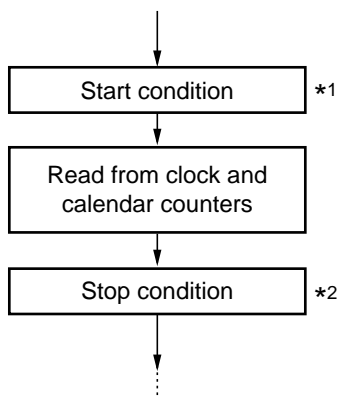 Start condition *1
Read from clock and
calendar counters
Stop condition *2